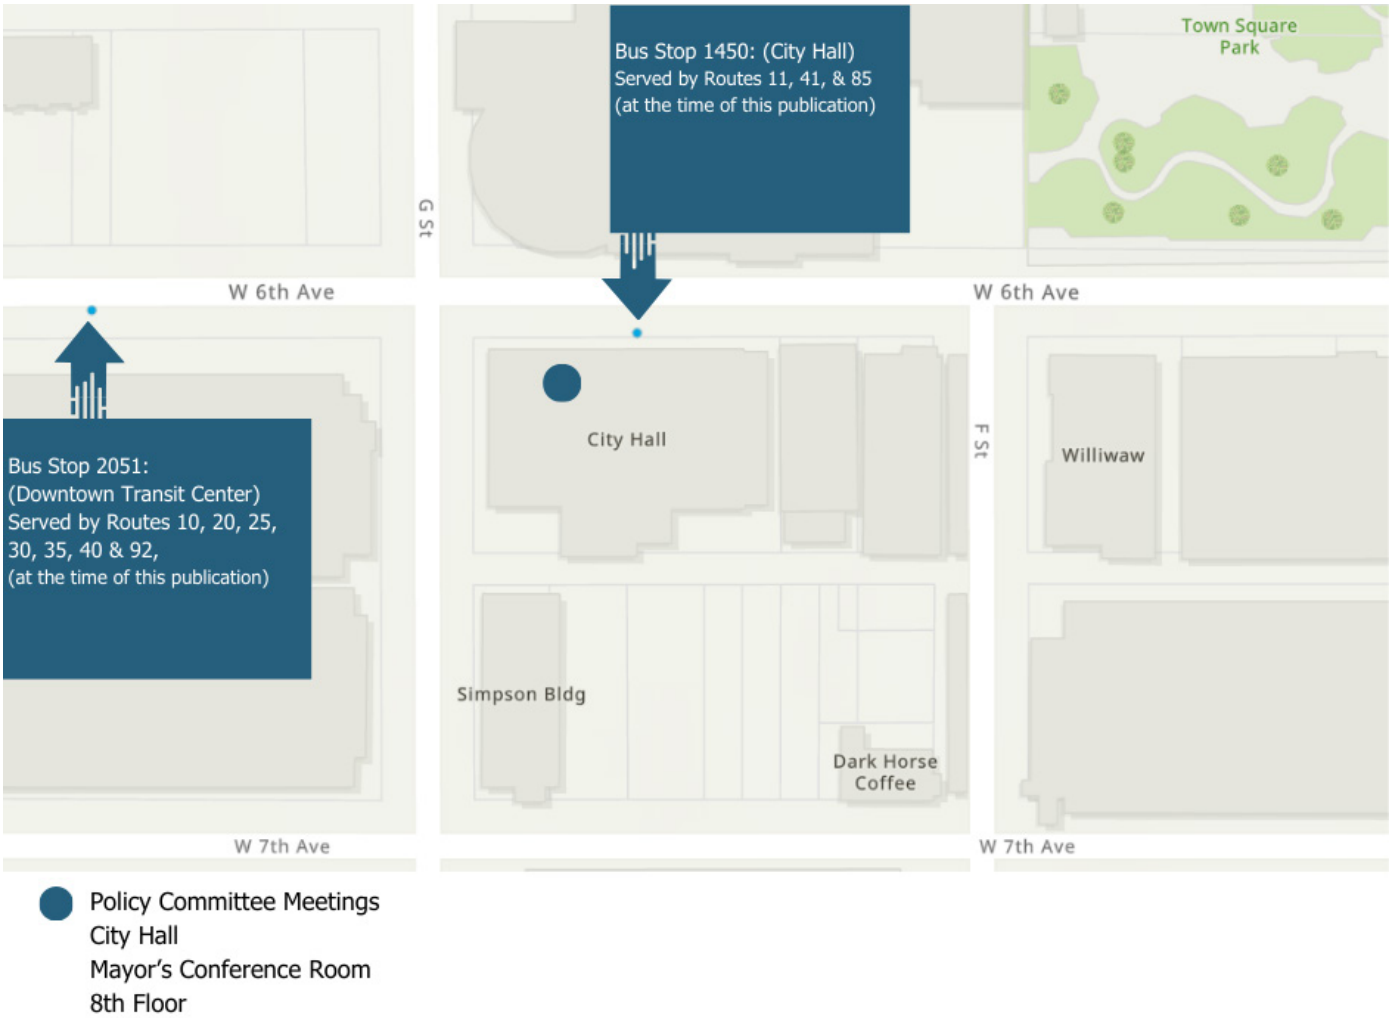 Town Square
Park
Bus Stop 1450: (City Hall)
Served by Routes 11, 41, & 85
(at the time of this publication)
G St
W 6th Ave
W 6th Ave
City Hall
F St
Williwaw
Bus Stop 2051:
(Downtown Transit Center)
Served by Routes 10, 20, 25,
30, 35, 40 & 92,
(at the time of this publication)
Simpson Bldg
Dark Horse
Coffee
W 7th Ave
W 7th Ave
Policy Committee Meetings
City Hall
Mayor’s Conference Room
8th Floor